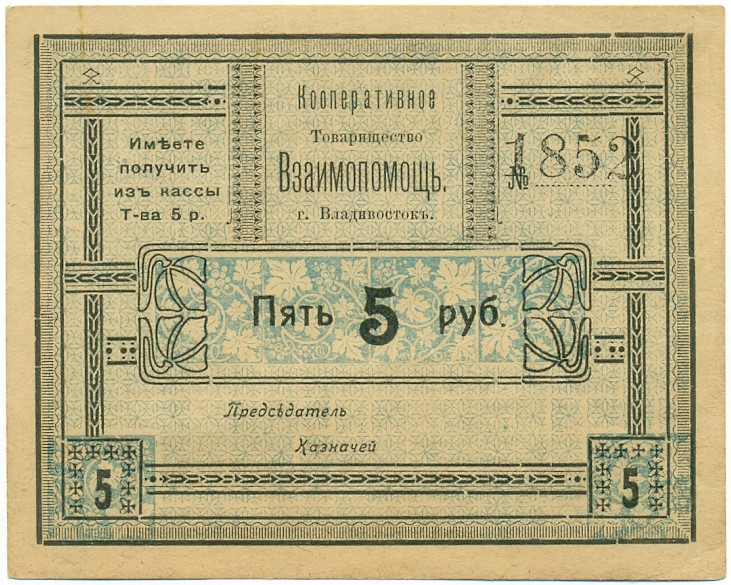 Кооперативное
Товарищество
Взаимопомощь.
г. Владивостокъ.
Имѣете
получить
изъ кассы
Т-ва 5 р.
№ 1852
Пять 5 руб.
Предсѣдатель
Казначей
5
5